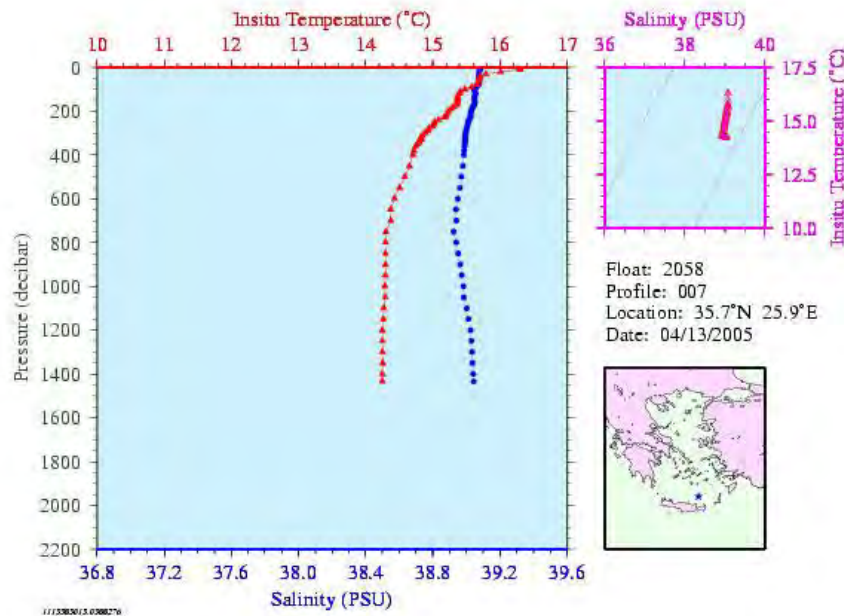 Insitu Temperature (˚C)
10 11 12 13 14 15 16 17
0
200
400
600
800
1000
1200
1400
1600
1800
2000
2200
Pressure (decibar)
36.8 37.2 37.6 38.0 38.4 38.8 39.2 39.6
Salinity (PSU)
Salinity (PSU)
36 38 40
17.5
15.0
12.5
10.0
Insitu Temperature (˚C)
Float: 2058
Profile: 007
Location: 35.7˚N 25.9˚E
Date: 04/13/2005